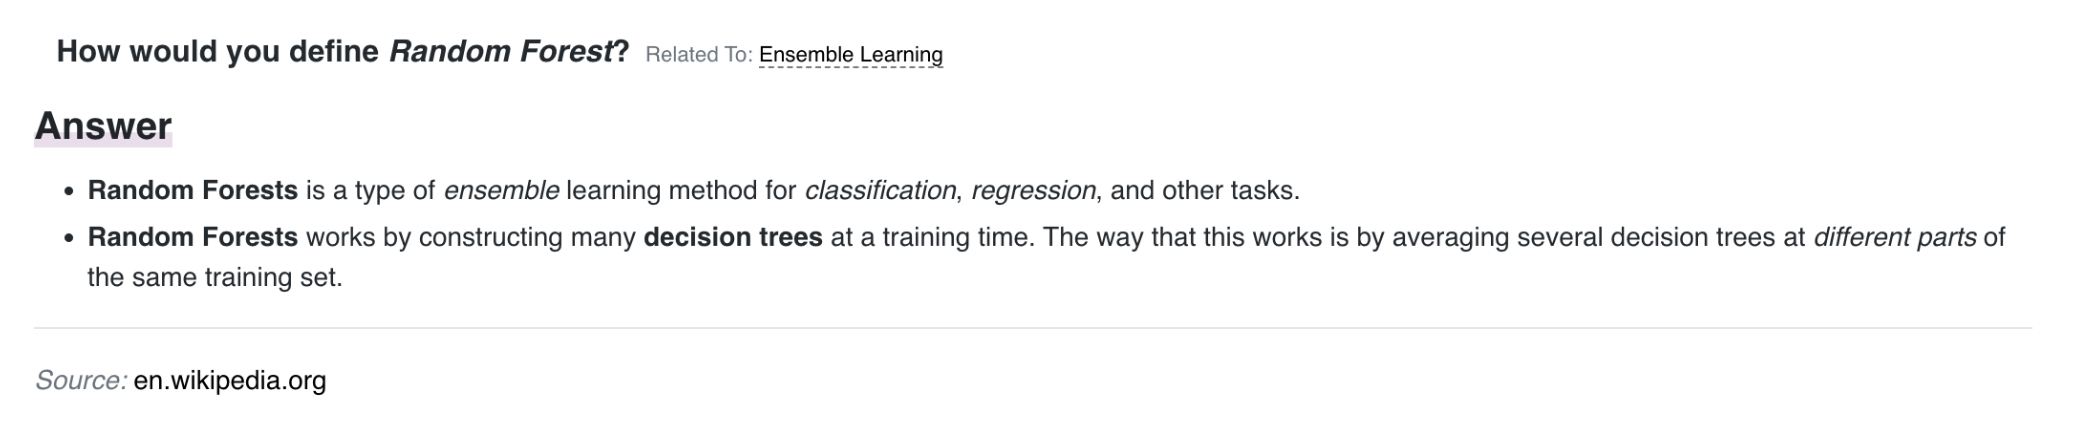 How would you define Random Forest? Related To: Ensemble Learning
Answer
• Random Forests is a type of ensemble learning method for classification, regression, and other tasks.
• Random Forests works by constructing many decision trees at a training time. The way that this works is by averaging several decision trees at different parts of
the same training set.
Source: en.wikipedia.org